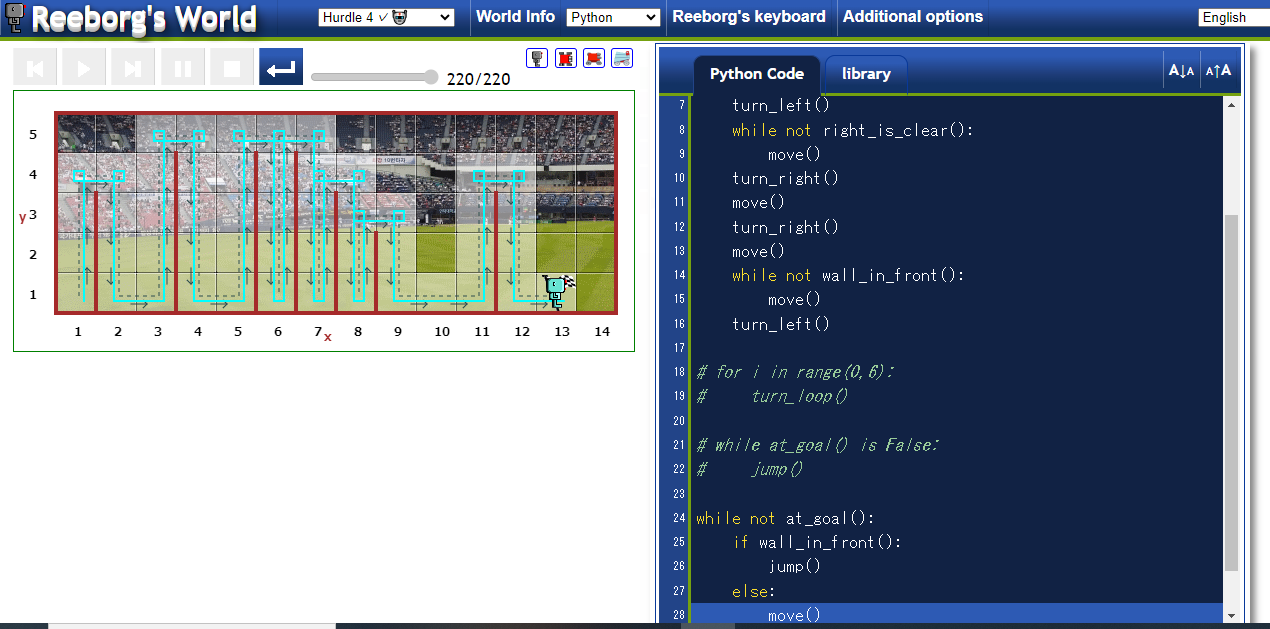 Reeborg's World
Hurdle 4 ✓
World Info
Python
Reeborg's keyboard
Additional options
English
220/220
Python Code
library
A↓A
A↑A
5
4
y 3
2
1
1 2 3 4 5 6 7 8 9 10 11 12 13 14
x
7 turn_left()
8 while not right_is_clear():
9 move()
10 turn_right()
11 move()
12 turn_right()
13 move()
14 while not wall_in_front():
15 move()
16 turn_left()
17
18 # for i in range(0,6):
19 # turn_loop()
20
21 # while at_goal() is False:
22 # jump()
23
24 while not at_goal():
25 if wall_in_front():
26 jump()
27 else:
28 move()